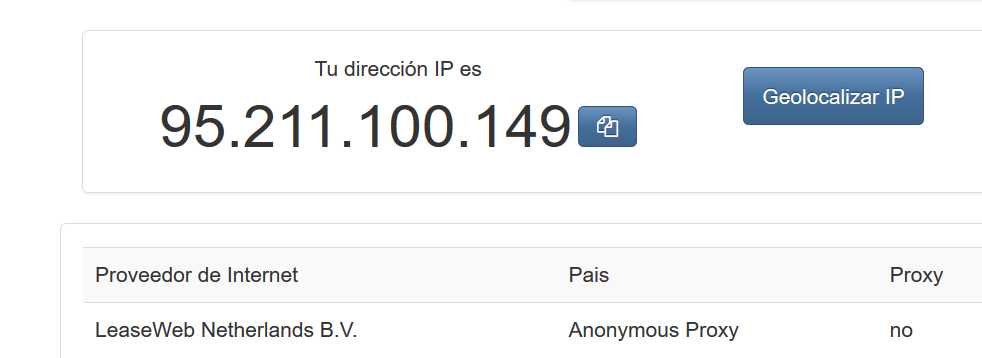 Tu dirección IP es
95.211.100.149
Geolocalizar IP
Proveedor de Internet Pais Proxy
LeaseWeb Netherlands B.V. Anonymous Proxy no